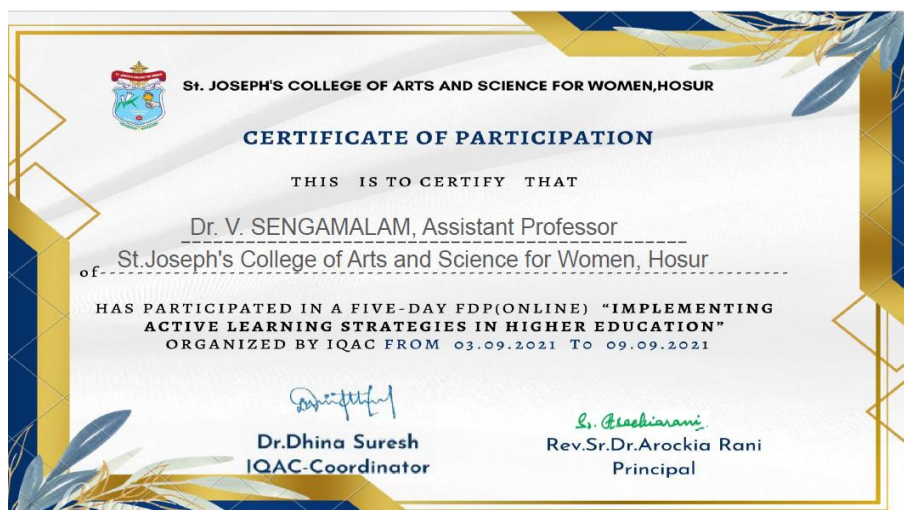 St. JOSEPH'S COLLEGE OF ARTS AND SCIENCE FOR WOMEN,HOSUR
CERTIFICATE OF PARTICIPATION
THIS IS TO CERTIFY THAT
Dr. V. SENGAMALAM, Assistant Professor
of St.Joseph's College of Arts and Science for Women, Hosur
HAS PARTICIPATED IN A FIVE-DAY FDP(ONLINE) “IMPLEMENTING
ACTIVE LEARNING STRATEGIES IN HIGHER EDUCATION”
ORGANIZED BY IQAC FROM 03.09.2021 To 09.09.2021
Dr.Dhina Suresh
IQAC-Coordinator
Rev.Sr.Dr.Arockia Rani
Principal